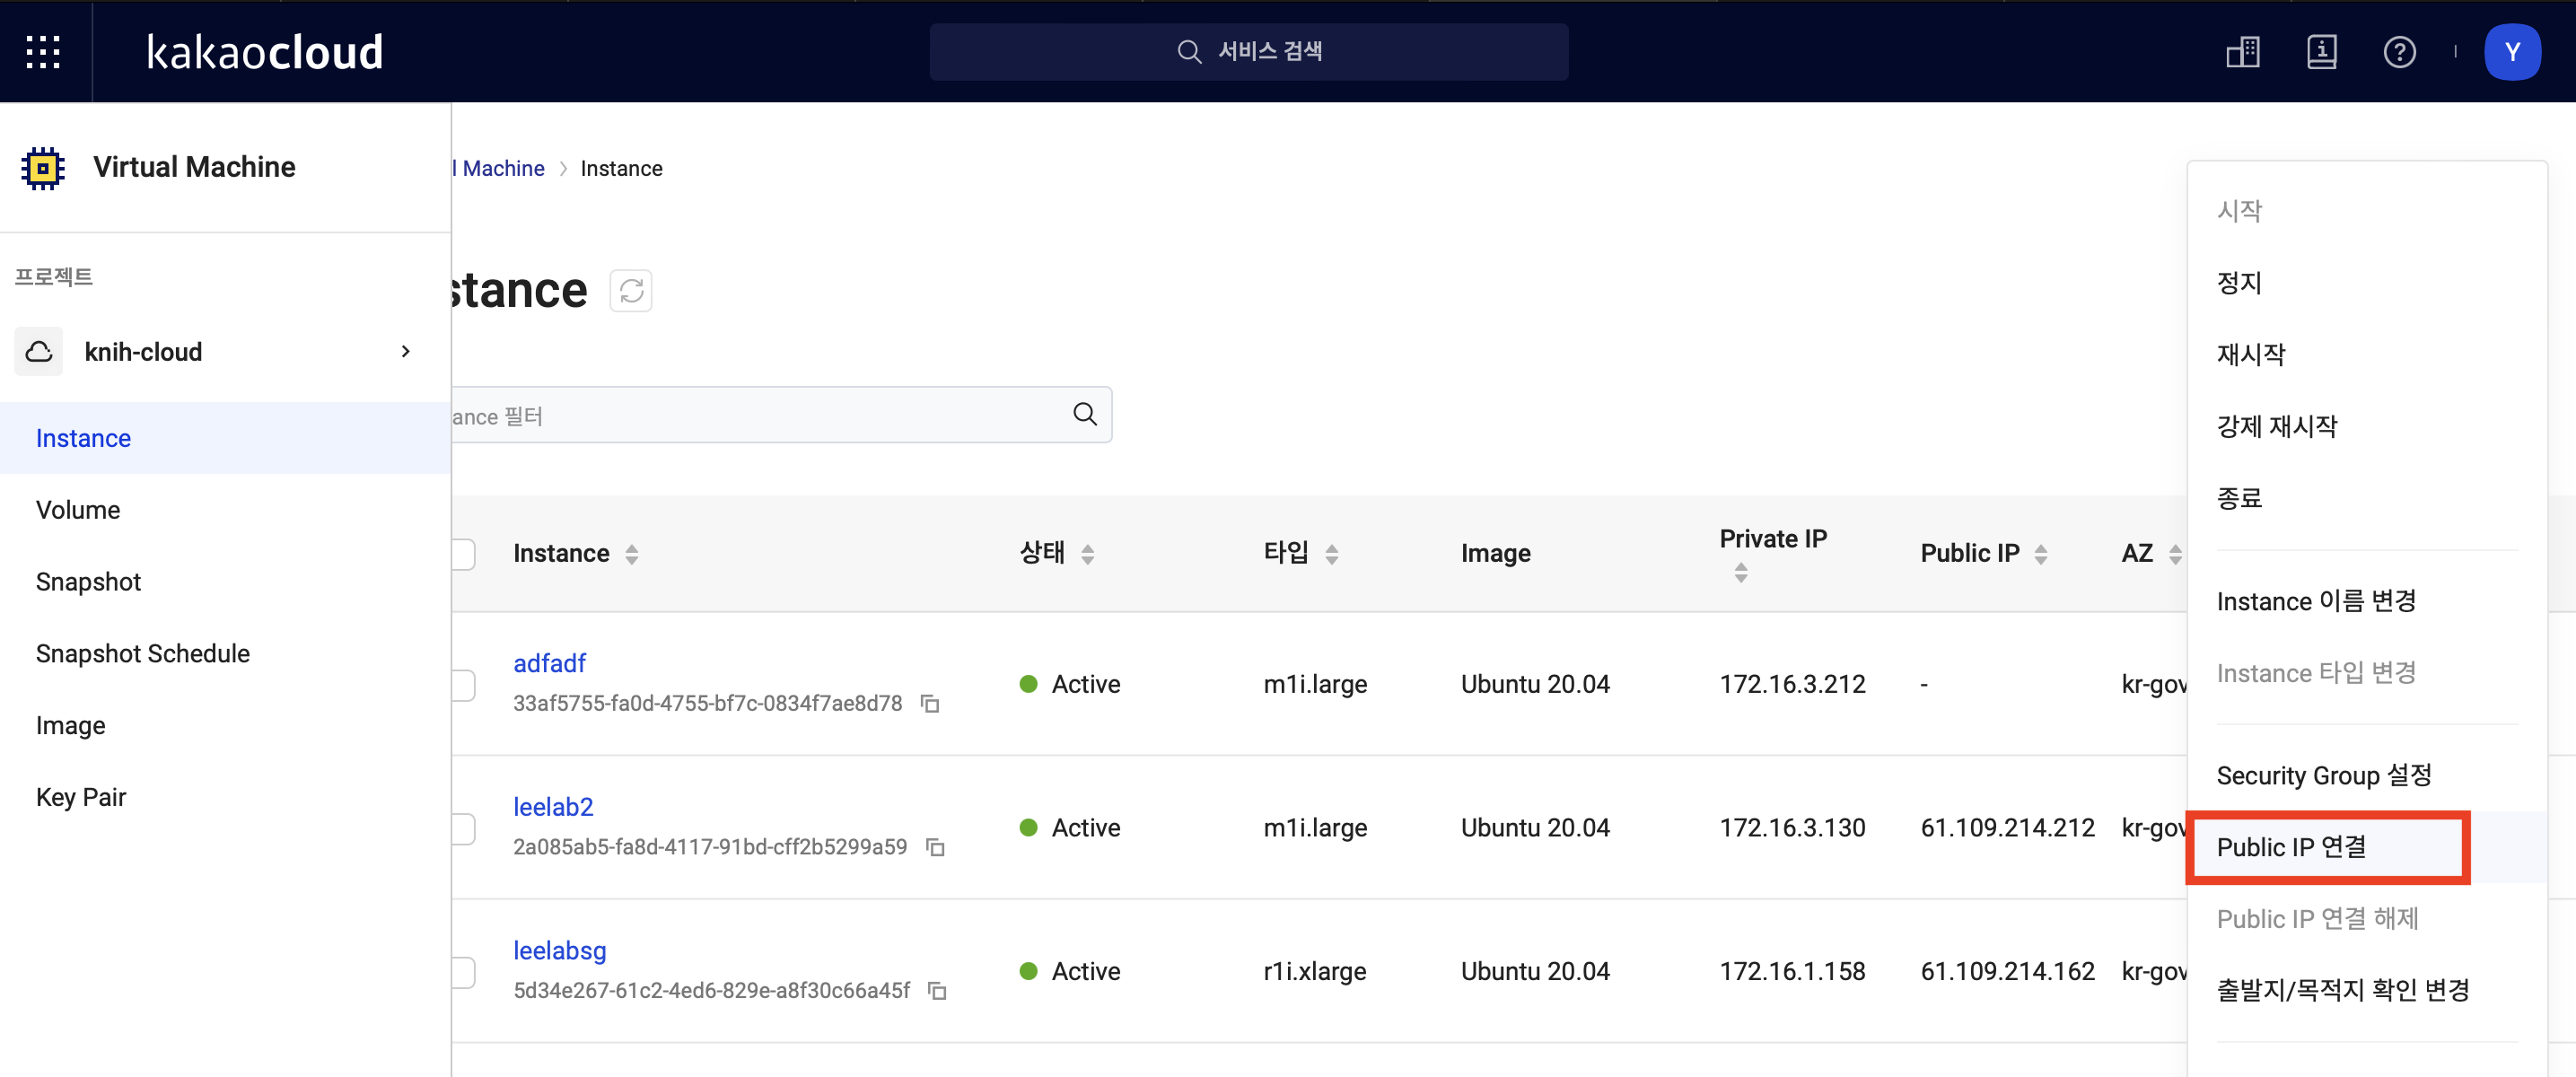 kakaocloud
서비스 검색
Y
Virtual Machine
l Machine > Instance
프로젝트
stance
knih-cloud
ance 필터
Instance
Volume
Snapshot
Snapshot Schedule
Image
Key Pair
Instance 상태 타입 Image Private IP Public IP AZ
adfadf
33af5755-fa0d-4755-bf7c-0834f7ae8d78
Active m1i.large Ubuntu 20.04 172.16.3.212 - kr-gov
leelab2
2a085ab5-fa8d-4117-91bd-cff2b5299a59
Active m1i.large Ubuntu 20.04 172.16.3.130 61.109.214.212 kr-gov
leelabsg
5d34e267-61c2-4ed6-829e-a8f30c66a45f
Active r1i.xlarge Ubuntu 20.04 172.16.1.158 61.109.214.162 kr-gov
시작
정지
재시작
강제 재시작
종료
Instance 이름 변경
Instance 타입 변경
Security Group 설정
Public IP 연결
Public IP 연결 해제
출발지/목적지 확인 변경